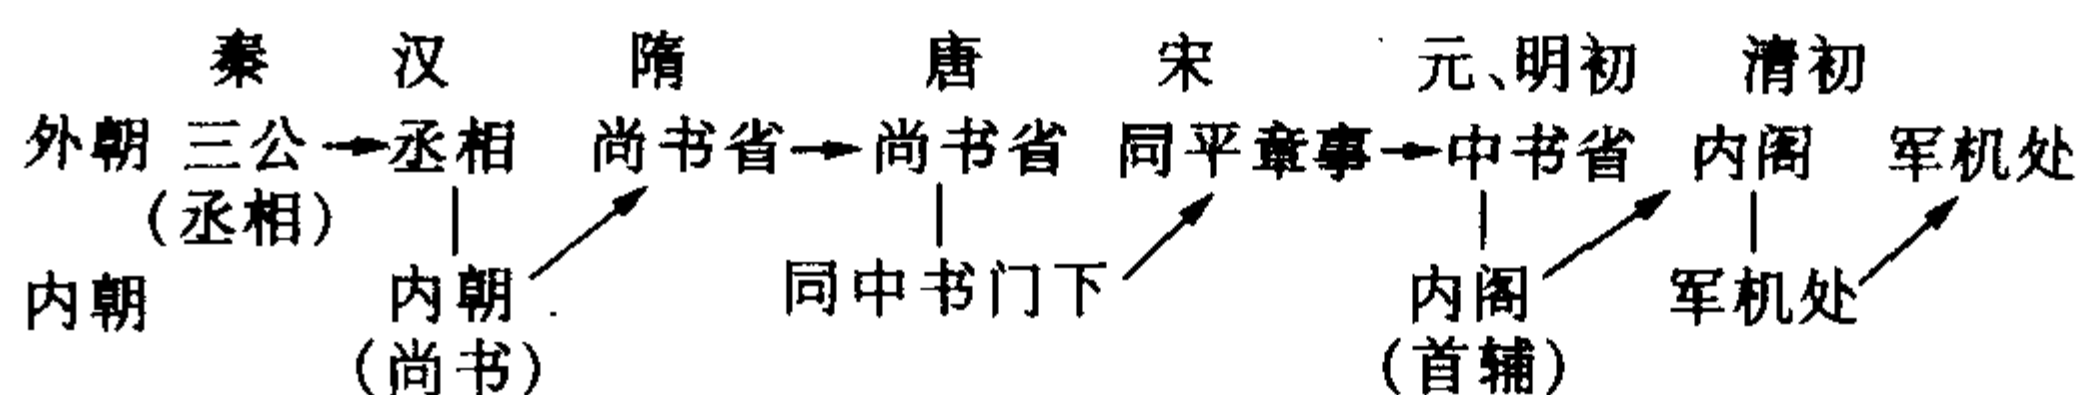 秦 汉 隋 唐 宋 元、明初 清初
外朝 三公 丞相 尚书省 尚书省 同平章事 中书省 内阁 军机处
(丞相)
内朝 内朝 同中书门下 内阁 军机处
(尚书) (首辅)